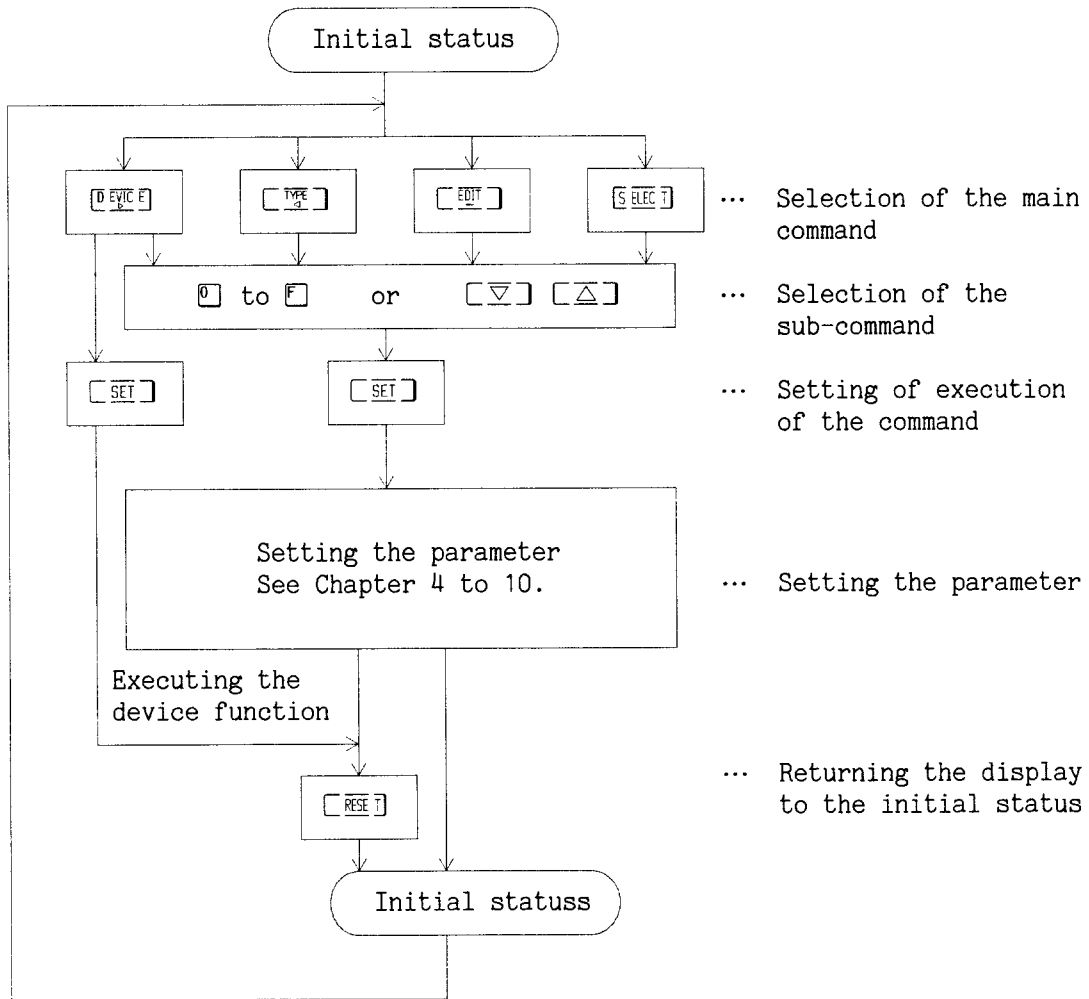 Initial status
DEVICE ▷
TYPE ◁
EDIT
SELECT
... Selection of the main
command
0 to F or ▽ △
... Selection of the
sub-command
SET
SET
... Setting of execution
of the command
Setting the parameter
See Chapter 4 to 10.
... Setting the parameter
Executing the
device function
RESET
... Returning the display
to the initial status
Initial statuss